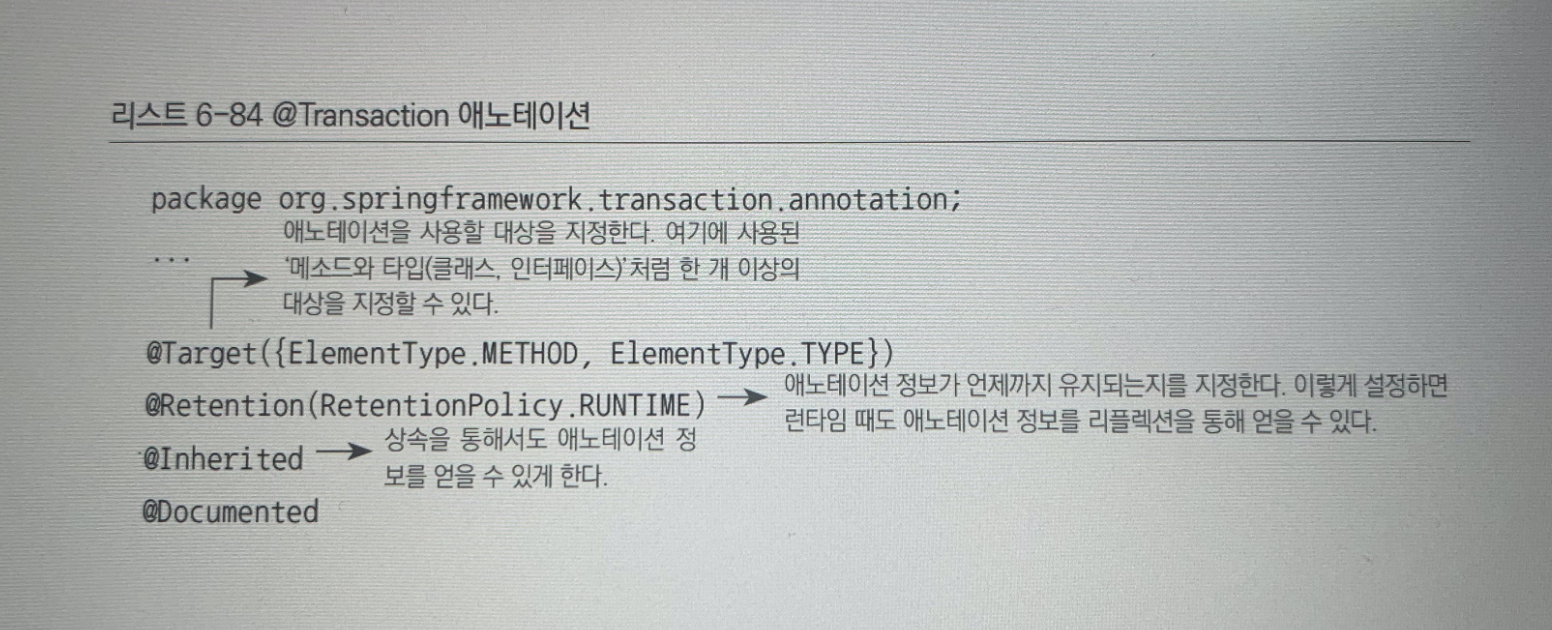 리스트 6-84 @Transaction 애노테이션
package org.springframework.transaction.annotation;
애노테이션을 사용할 대상을 지정한다. 여기에 사용된
...
'메소드와 타입(클래스, 인터페이스)'처럼 한 개 이상의
대상을 지정할 수 있다.
@Target({ElementType.METHOD, ElementType.TYPE})
@Retention(RetentionPolicy.RUNTIME)
애노테이션 정보가 언제까지 유지되는지를 지정한다. 이렇게 설정하면
런타임 때도 애노테이션 정보를 리플렉션을 통해 얻을 수 있다.
@Inherited
상속을 통해서도 애노테이션 정
보를 얻을 수 있게 한다.
@Documented